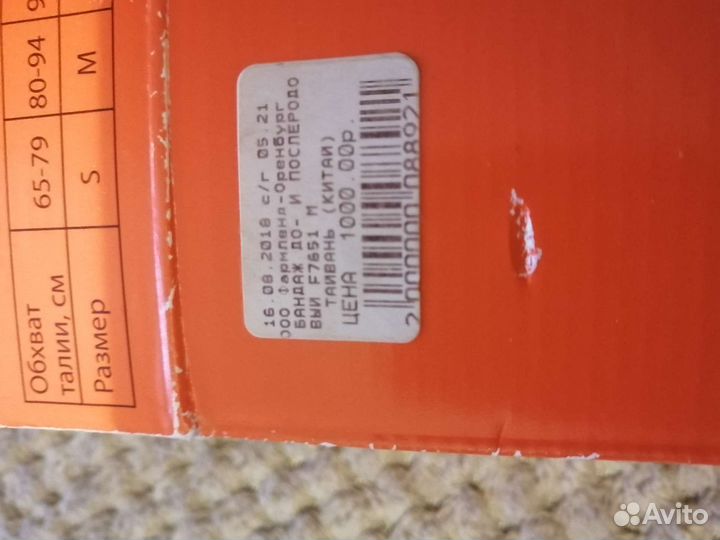 Обхват талии, см 65-79 80-94 9
Размер S M
16.08.2018 с/г 05.21
ООО Фармленд-Оренбург
БАНДАЖ ДО- И ПОСЛЕРОДО
ВЫЙ F7651 M
ТАЙВАНЬ (КИТАЙ)
ЦЕНА 1000.00р.
2000000088921
Avito